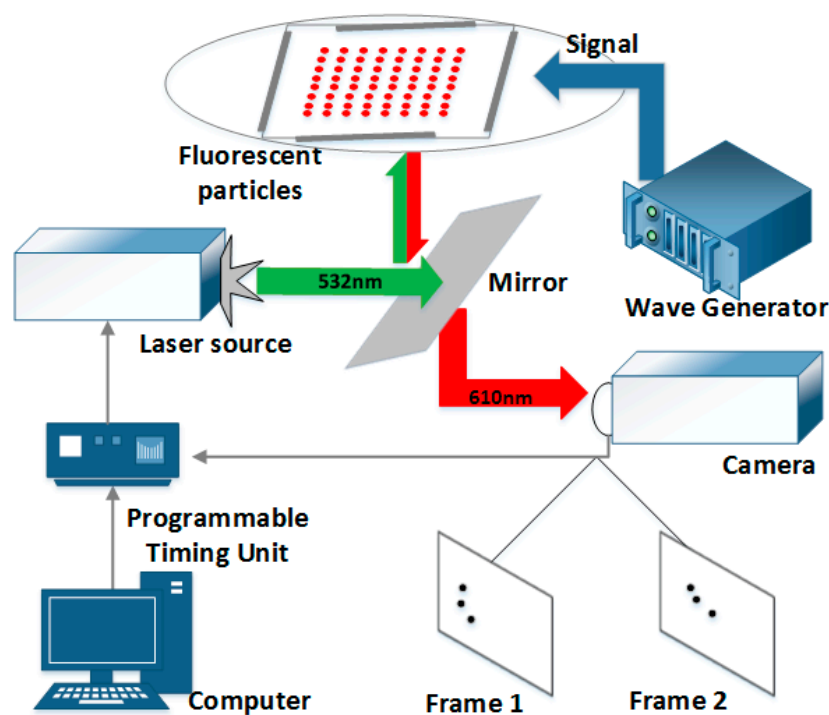 Signal
Fluorescent
particles
532nm
Mirror
Wave Generator
Laser source
610nm
Camera
Programmable
Timing Unit
Computer
Frame 1
Frame 2